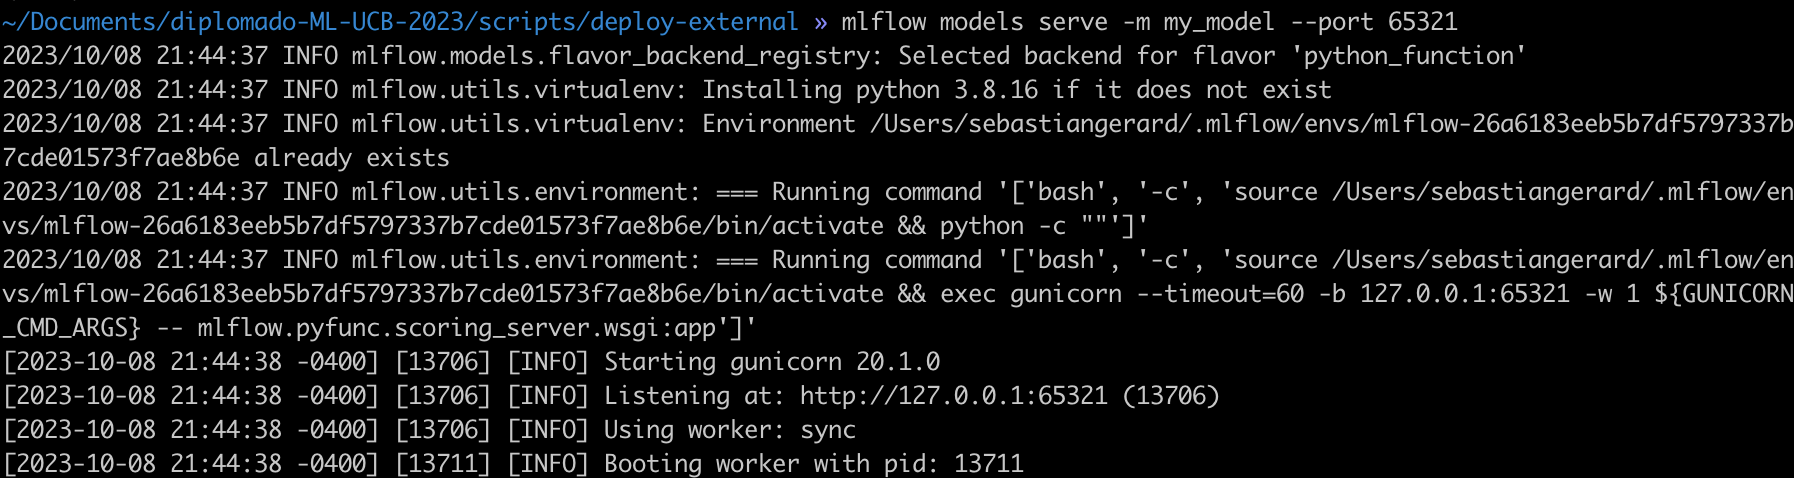 ~/Documents/diplomado-ML-UCB-2023/scripts/deploy-external » mlflow models serve -m my_model --port 65321
2023/10/08 21:44:37 INFO mlflow.models.flavor_backend_registry: Selected backend for flavor 'python_function'
2023/10/08 21:44:37 INFO mlflow.utils.virtualenv: Installing python 3.8.16 if it does not exist
2023/10/08 21:44:37 INFO mlflow.utils.virtualenv: Environment /Users/sebastiangerard/.mlflow/envs/mlflow-26a6183eeb5b7df5797337b
7cde01573f7ae8b6e already exists
2023/10/08 21:44:37 INFO mlflow.utils.environment: === Running command '['bash', '-c', 'source /Users/sebastiangerard/.mlflow/en
vs/mlflow-26a6183eeb5b7df5797337b7cde01573f7ae8b6e/bin/activate && python -c ""']'
2023/10/08 21:44:37 INFO mlflow.utils.environment: === Running command '['bash', '-c', 'source /Users/sebastiangerard/.mlflow/en
vs/mlflow-26a6183eeb5b7df5797337b7cde01573f7ae8b6e/bin/activate && exec gunicorn --timeout=60 -b 127.0.0.1:65321 -w 1 ${GUNICORN
_CMD_ARGS} -- mlflow.pyfunc.scoring_server.wsgi:app']'
[2023-10-08 21:44:38 -0400] [13706] [INFO] Starting gunicorn 20.1.0
[2023-10-08 21:44:38 -0400] [13706] [INFO] Listening at: http://127.0.0.1:65321 (13706)
[2023-10-08 21:44:38 -0400] [13706] [INFO] Using worker: sync
[2023-10-08 21:44:38 -0400] [13711] [INFO] Booting worker with pid: 13711